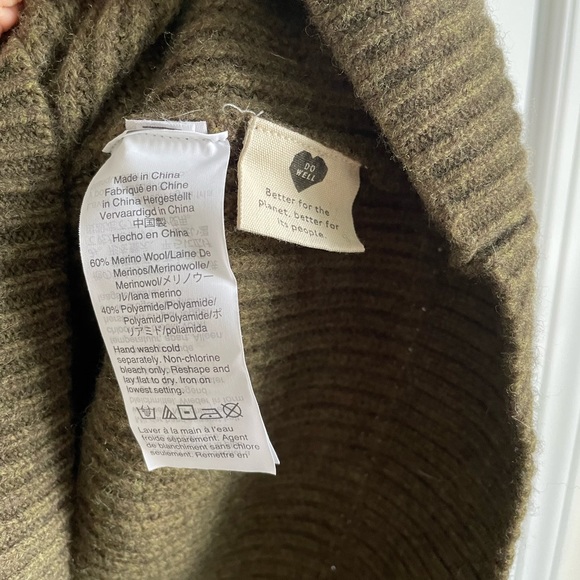 Made in China
Fabriqué en Chine
in China Hergestellt
Vervaardigd in China
中国製
Hecho en China
60% Merino Wool/Laine De
Merinos/Merinowolle/
Merinowol/メリノウー
ル/lana merino
40% Polyamide/Polyamide/
Polyamid/Polyamide/ポ
リアミド/poliamida
Hand wash cold
separately. Non-chlorine
bleach only. Reshape and
lay flat to dry. Iron on
lowest setting.
Laver à la main à l'eau
froide séparément. Agent
de blanchiment sans chlore
seulement. Remettre en
DO
WELL
Better for the
planet, better for
its people.